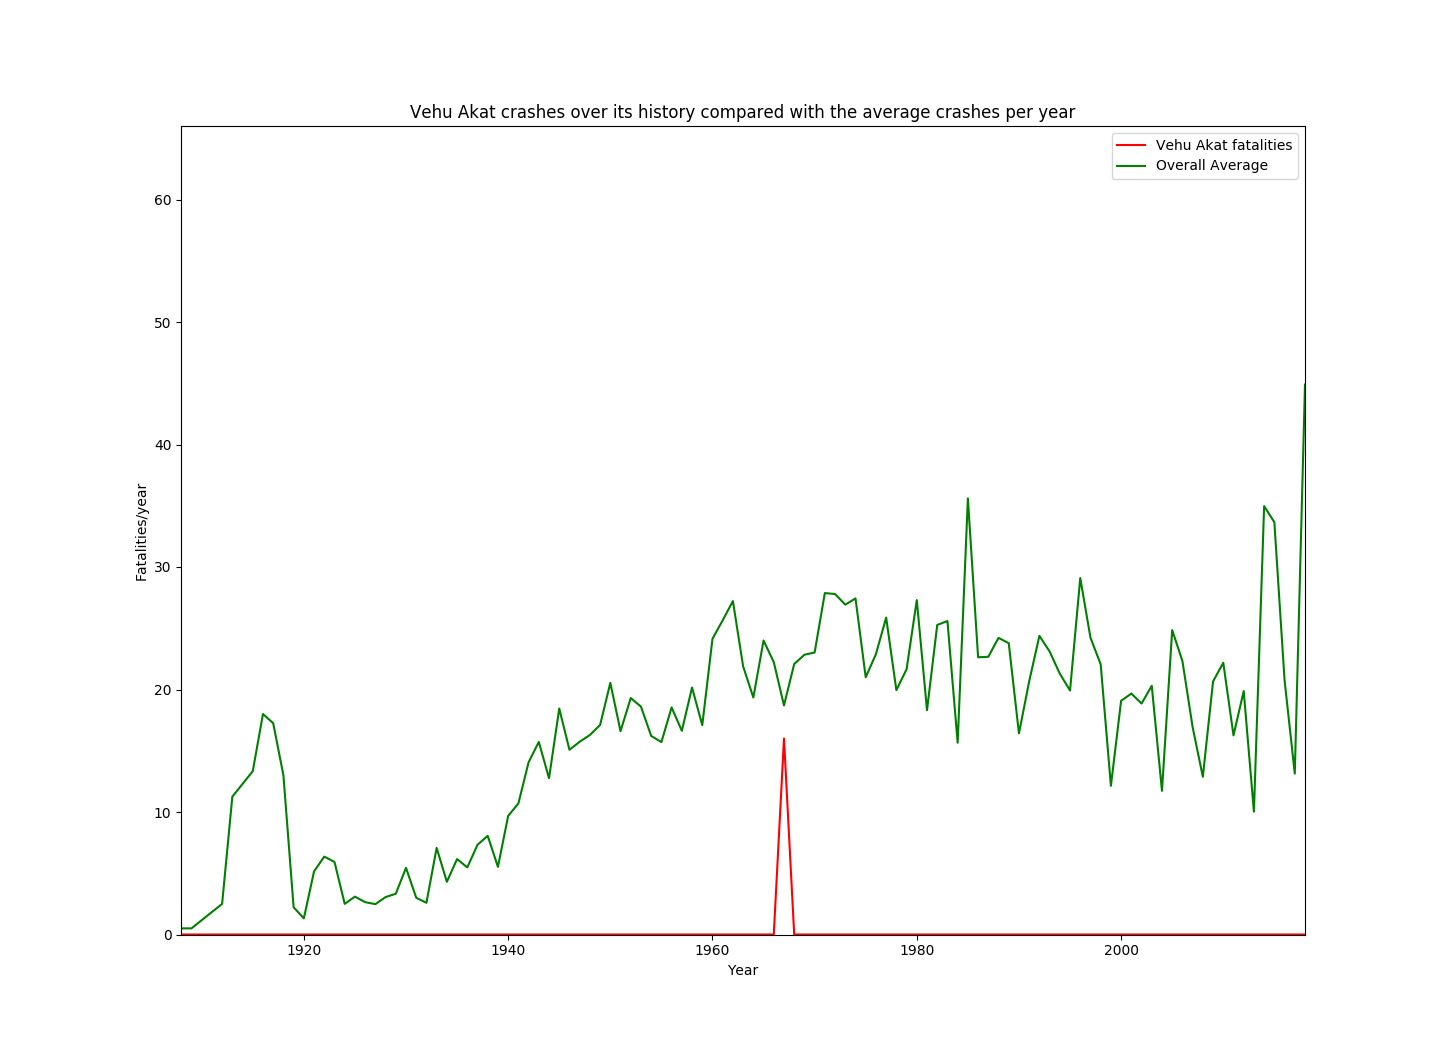 Vehu Akat crashes over its history compared with the average crashes per year
Vehu Akat fatalities
Overall Average
60
50
40
30
20
10
0
Fatalities/year
1920
1940
1960
1980
2000
Year